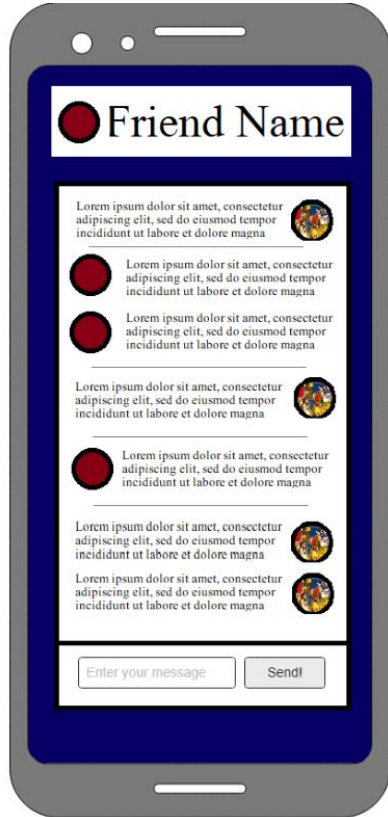 Friend Name
Lorem ipsum dolor sit amet, consectetur
adipiscing elit, sed do eiusmod tempor
incididunt ut labore et dolore magna
Lorem ipsum dolor sit amet, consectetur
adipiscing elit, sed do eiusmod tempor
incididunt ut labore et dolore magna
Lorem ipsum dolor sit amet, consectetur
adipiscing elit, sed do eiusmod tempor
incididunt ut labore et dolore magna
Lorem ipsum dolor sit amet, consectetur
adipiscing elit, sed do eiusmod tempor
incididunt ut labore et dolore magna
Lorem ipsum dolor sit amet, consectetur
adipiscing elit, sed do eiusmod tempor
incididunt ut labore et dolore magna
Lorem ipsum dolor sit amet, consectetur
adipiscing elit, sed do eiusmod tempor
incididunt ut labore et dolore magna
Lorem ipsum dolor sit amet, consectetur
adipiscing elit, sed do eiusmod tempor
incididunt ut labore et dolore magna
Enter your message
Send!